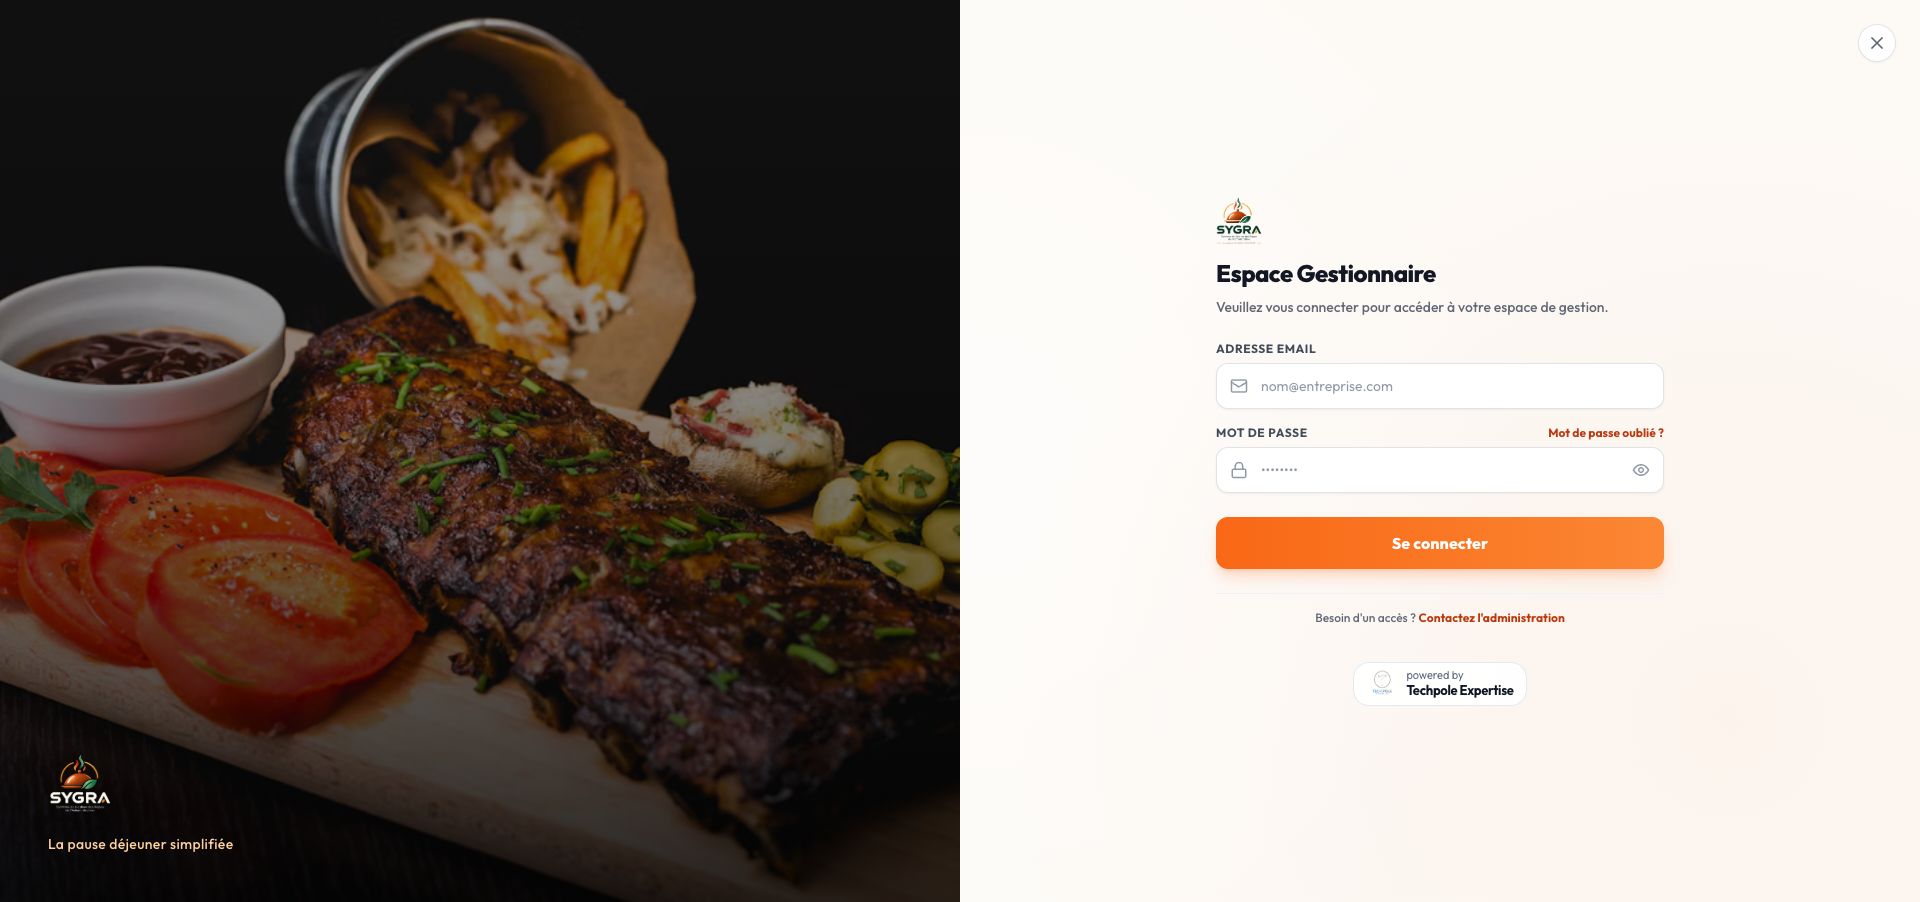 SYGRA
La pause déjeuner simplifiée
SYGRA
Espace Gestionnaire
Veuillez vous connecter pour accéder à votre espace de gestion.
ADRESSE EMAIL
nom@entreprise.com
MOT DE PASSE
Mot de passe oublié ?
Se connecter
Besoin d'un accès ? Contactez l'administration
powered by
Techpole Expertise